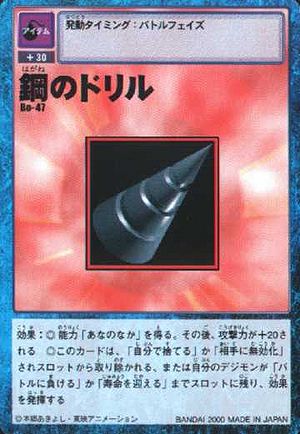 アイテム
発動タイミング：バトルフェイズ
+30
はがね
鋼のドリル
Bo-47
効果：◎能力「あなのなか」を得る。その後、攻撃力が+20さ
れる ◎このカードは、「自分で捨てる」か「相手に無効化」さ
れスロットから取り除かれる、または自分のデジモンが「バ
トルに負ける」か「寿命を迎える」までスロットに残り、効果
を発揮する
©本郷あきよし・東映アニメーション
BANDAI 2000 MADE IN JAPAN